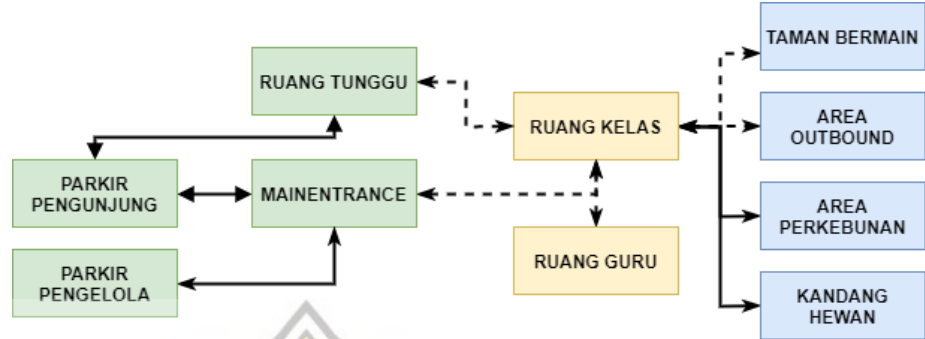 TAMAN BERMAIN
RUANG TUNGGU
RUANG KELAS
AREA
OUTBOUND
PARKIR
PENGUNJUNG
MAINENTRANCE
AREA
PERKEBUNAN
RUANG GURU
PARKIR
PENGELOLA
KANDANG
HEWAN